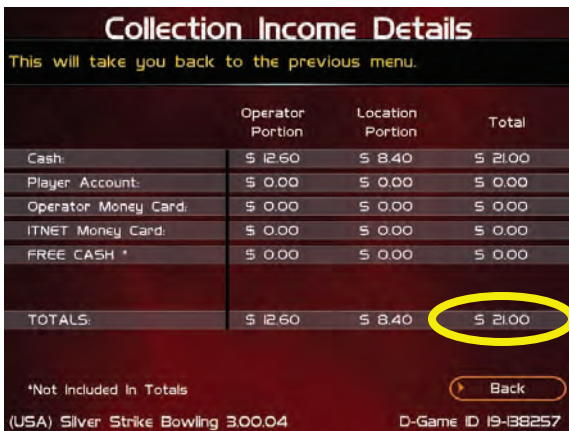 Collection Income Details
This will take you back to the previous menu.
Operator Portion Location Portion Total
Cash: $ 12.60 $ 8.40 $ 21.00
Player Account: $ 0.00 $ 0.00 $ 0.00
Operator Money Card: $ 0.00 $ 0.00 $ 0.00
ITNET Money Card: $ 0.00 $ 0.00 $ 0.00
FREE CASH * $ 0.00 $ 0.00 $ 0.00
TOTALS: $ 12.60 $ 8.40 $ 21.00
*Not Included In Totals Back
(USA) Silver Strike Bowling 3.00.04 D-Game ID 19-138257